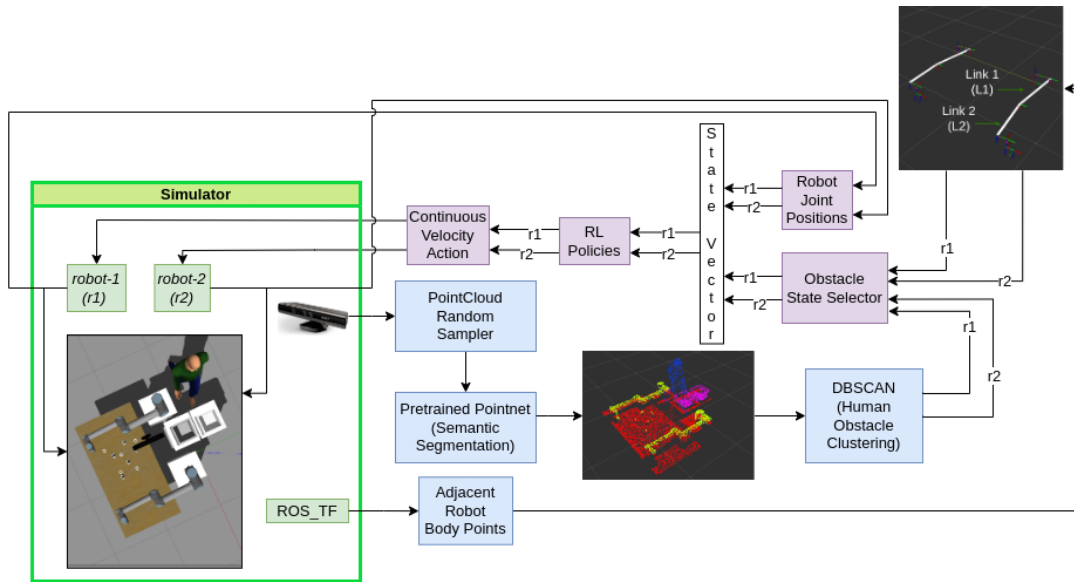 Link 1
(L1)
Link 2
(L2)
Simulator
robot-1
(r1)
robot-2
(r2)
Continuous
Velocity
Action
r1
r2
RL
Policies
r1
r2
State Vector
r1
r2
Robot
Joint
Positions
r1
r2
Obstacle
State Selector
r1
r2
r1
r2
PointCloud
Random
Sampler
Pretrained Pointnet
(Semantic
Segmentation)
DBSCAN
(Human
Obstacle
Clustering)
ROS_TF
Adjacent
Robot
Body Points